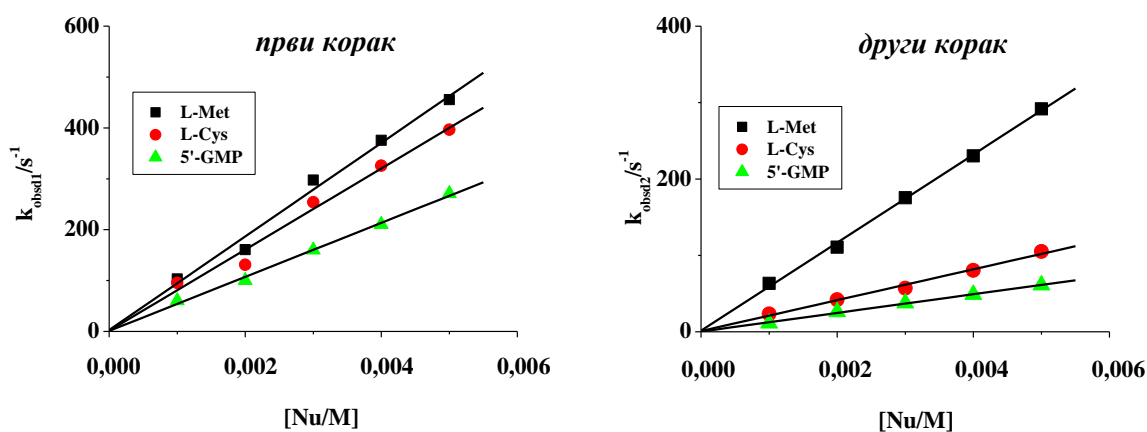 први корак
600
400
200
0
k_obsd1/s^-1
L-Met
L-Cys
5'-GMP
0,000
0,002
0,004
0,006
[Nu/M]
други корак
400
200
0
k_obsd2/s^-1
L-Met
L-Cys
5'-GMP
0,000
0,002
0,004
0,006
[Nu/M]